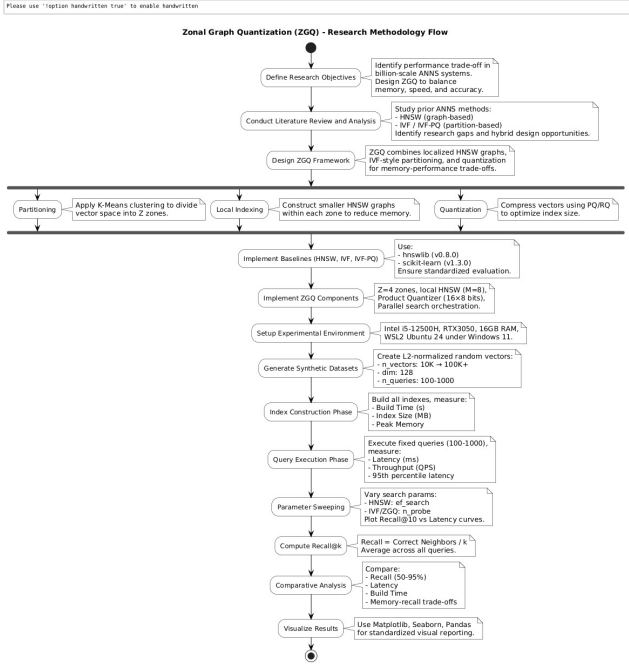 Please use '!option handwritten true' to enable handwritten
Zonal Graph Quantization (ZGQ) - Research Methodology Flow
Define Research Objectives
Identify performance trade-off in
billion-scale ANNS systems.
Design ZGQ to balance
memory, speed, and accuracy.
Conduct Literature Review and Analysis
Study prior ANNS methods:
- HNSW (graph-based)
- IVF / IVF-PQ (partition-based)
Identify research gaps and hybrid design opportunities.
Design ZGQ Framework
ZGQ combines localized HNSW graphs,
IVF-style partitioning, and quantization
for memory-performance trade-offs.
Partitioning
Apply K-Means clustering to divide
vector space into Z zones.
Local Indexing
Construct smaller HNSW graphs
within each zone to reduce memory.
Quantization
Compress vectors using PQ/RQ
to optimize index size.
Implement Baselines (HNSW, IVF, IVF-PQ)
Use:
- hnswlib (v0.8.0)
- scikit-learn (v1.3.0)
Ensure standardized evaluation.
Implement ZGQ Components
Z=4 zones, local HNSW (M=8),
Product Quantizer (16×8 bits),
Parallel search orchestration.
Setup Experimental Environment
Intel i5-12500H, RTX3050, 16GB RAM,
WSL2 Ubuntu 24 under Windows 11.
Generate Synthetic Datasets
Create L2-normalized random vectors:
- n_vectors: 10K → 100K+
- dim: 128
- n_queries: 100-1000
Index Construction Phase
Build all indexes, measure:
- Build Time (s)
- Index Size (MB)
- Peak Memory
Query Execution Phase
Execute fixed queries (100-1000),
measure:
- Latency (ms)
- Throughput (QPS)
- 95th percentile latency
Parameter Sweeping
Vary search params:
- HNSW: ef_search
- IVF/ZGQ: n_probe
Plot Recall@10 vs Latency curves.
Compute Recall@k
Recall = Correct Neighbors / k
Average across all queries.
Comparative Analysis
Compare:
- Recall (50-95%)
- Latency
- Build Time
- Memory-recall trade-offs
Visualize Results
Use Matplotlib, Seaborn, Pandas
for standardized visual reporting.